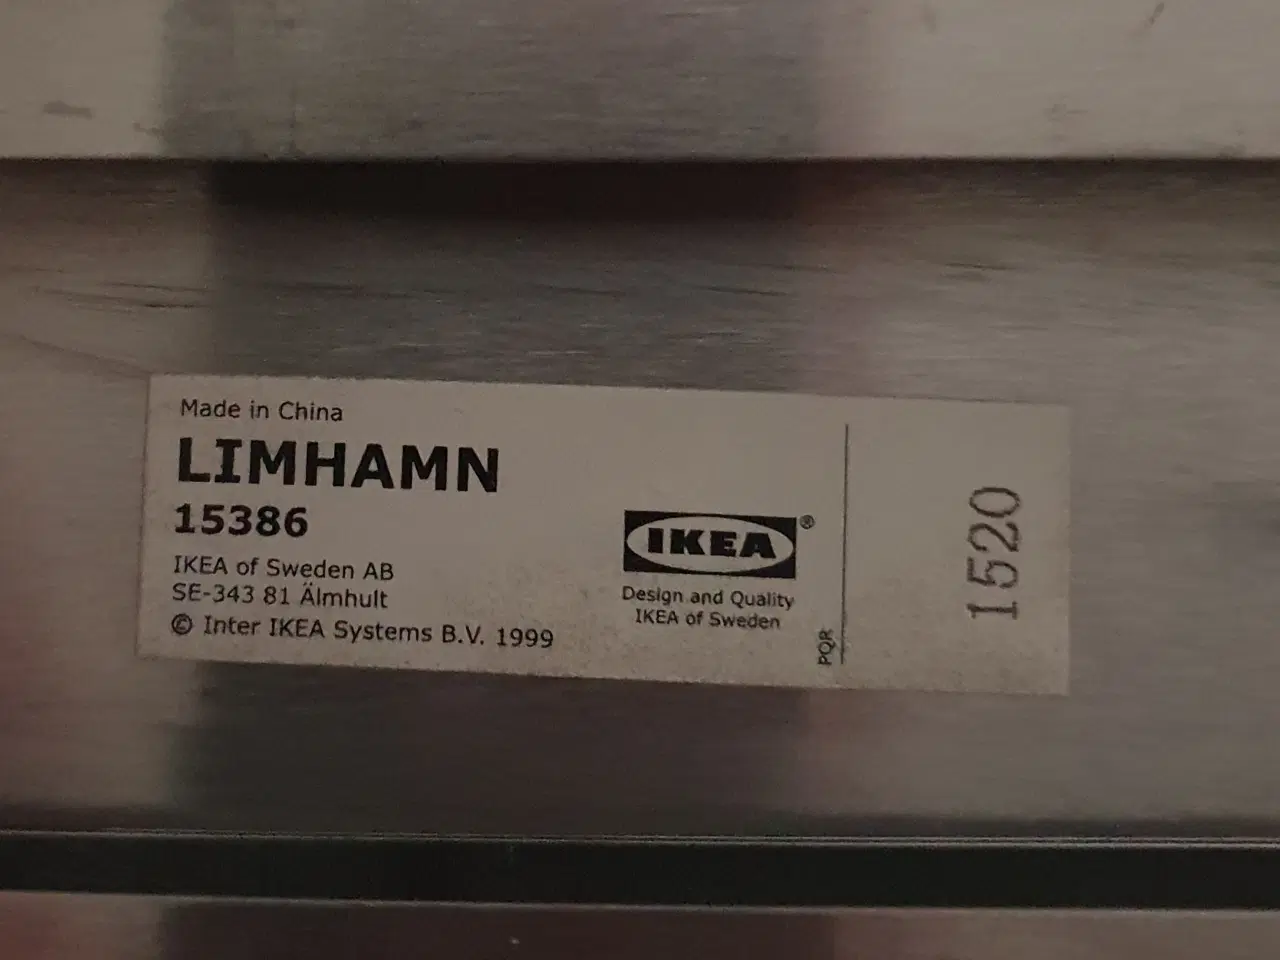 Made in China
LIMHAMN
15386
IKEA of Sweden AB
SE-343 81 Älmhult
© Inter IKEA Systems B.V. 1999
IKEA®
Design and Quality
IKEA of Sweden
PQR
1520